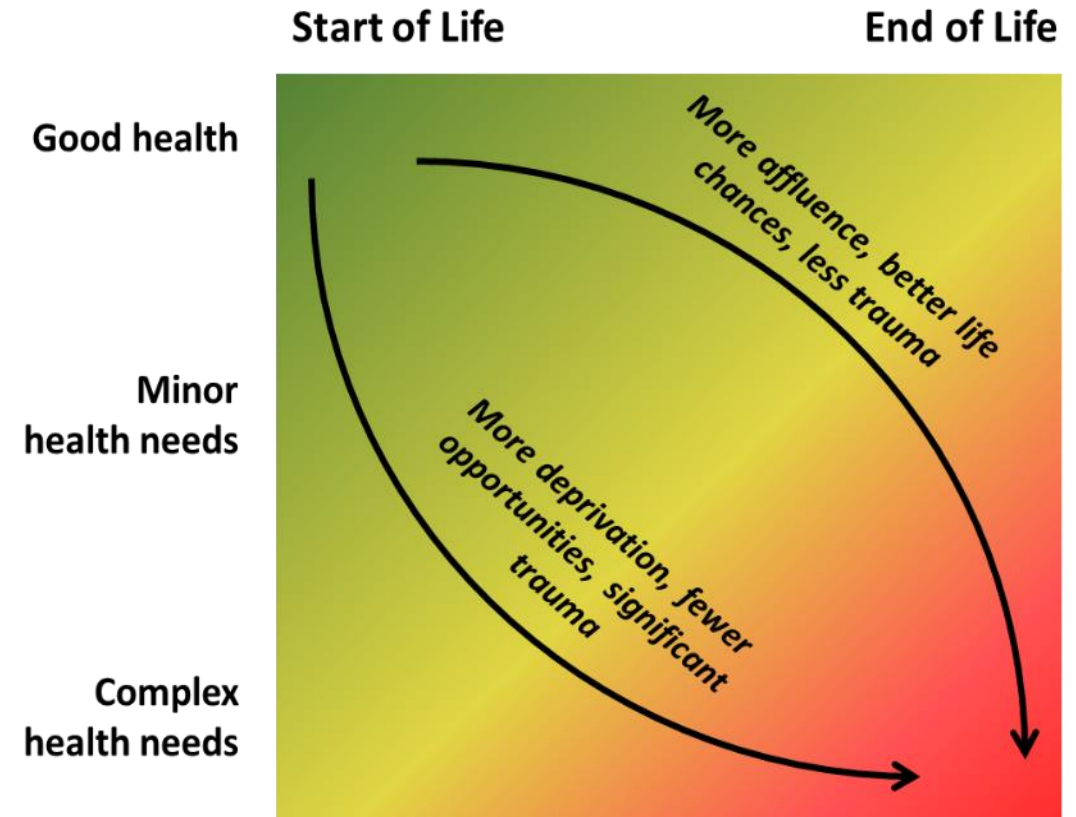 Start of Life
End of Life
Good health
Minor
health needs
Complex
health needs
More affluence, better life
chances, less trauma
More deprivation, fewer
opportunities, significant
trauma